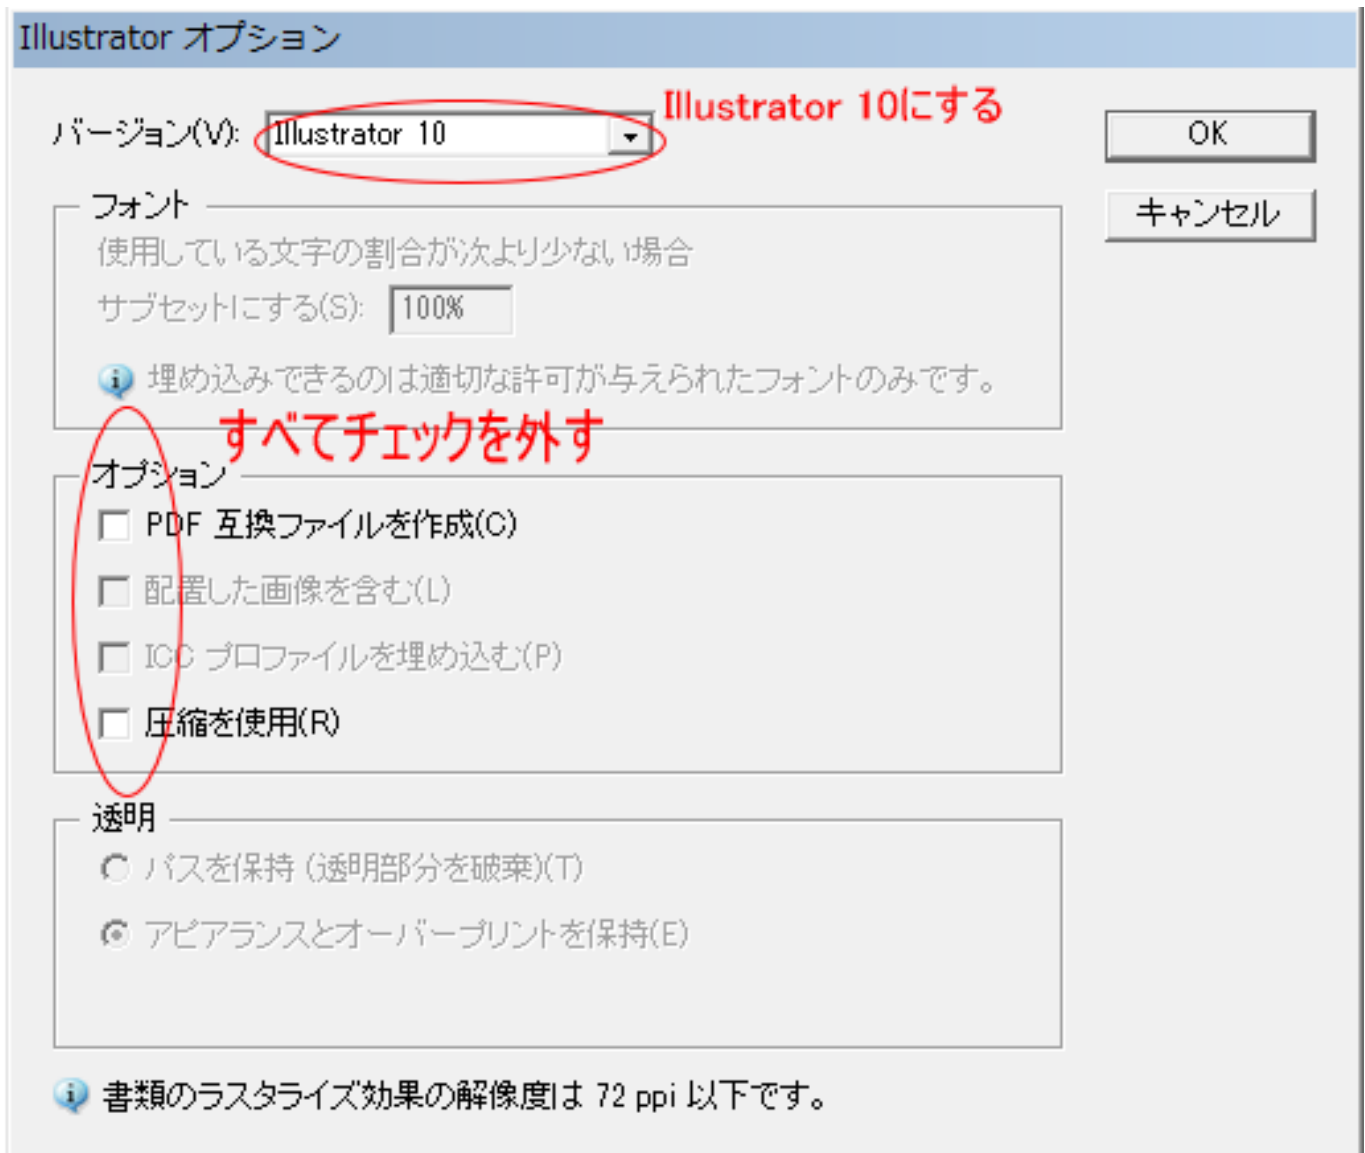 Illustrator オプション
Illustrator 10にする
バージョン(V): Illustrator 10
OK
キャンセル
フォント
使用している文字の割合が次より少ない場合
サブセットにする(S): 100%
埋め込みできるのは適切な許可が与えられたフォントのみです。
すべてチェックを外す
オプション
PDF 互換ファイルを作成(C)
配置した画像を含む(L)
ICC プロファイルを埋め込む(P)
圧縮を使用(R)
透明
パスを保持 (透明部分を破棄)(T)
アピアランスとオーバープリントを保持(E)
書類のラスタライズ効果の解像度は 72 ppi 以下です。